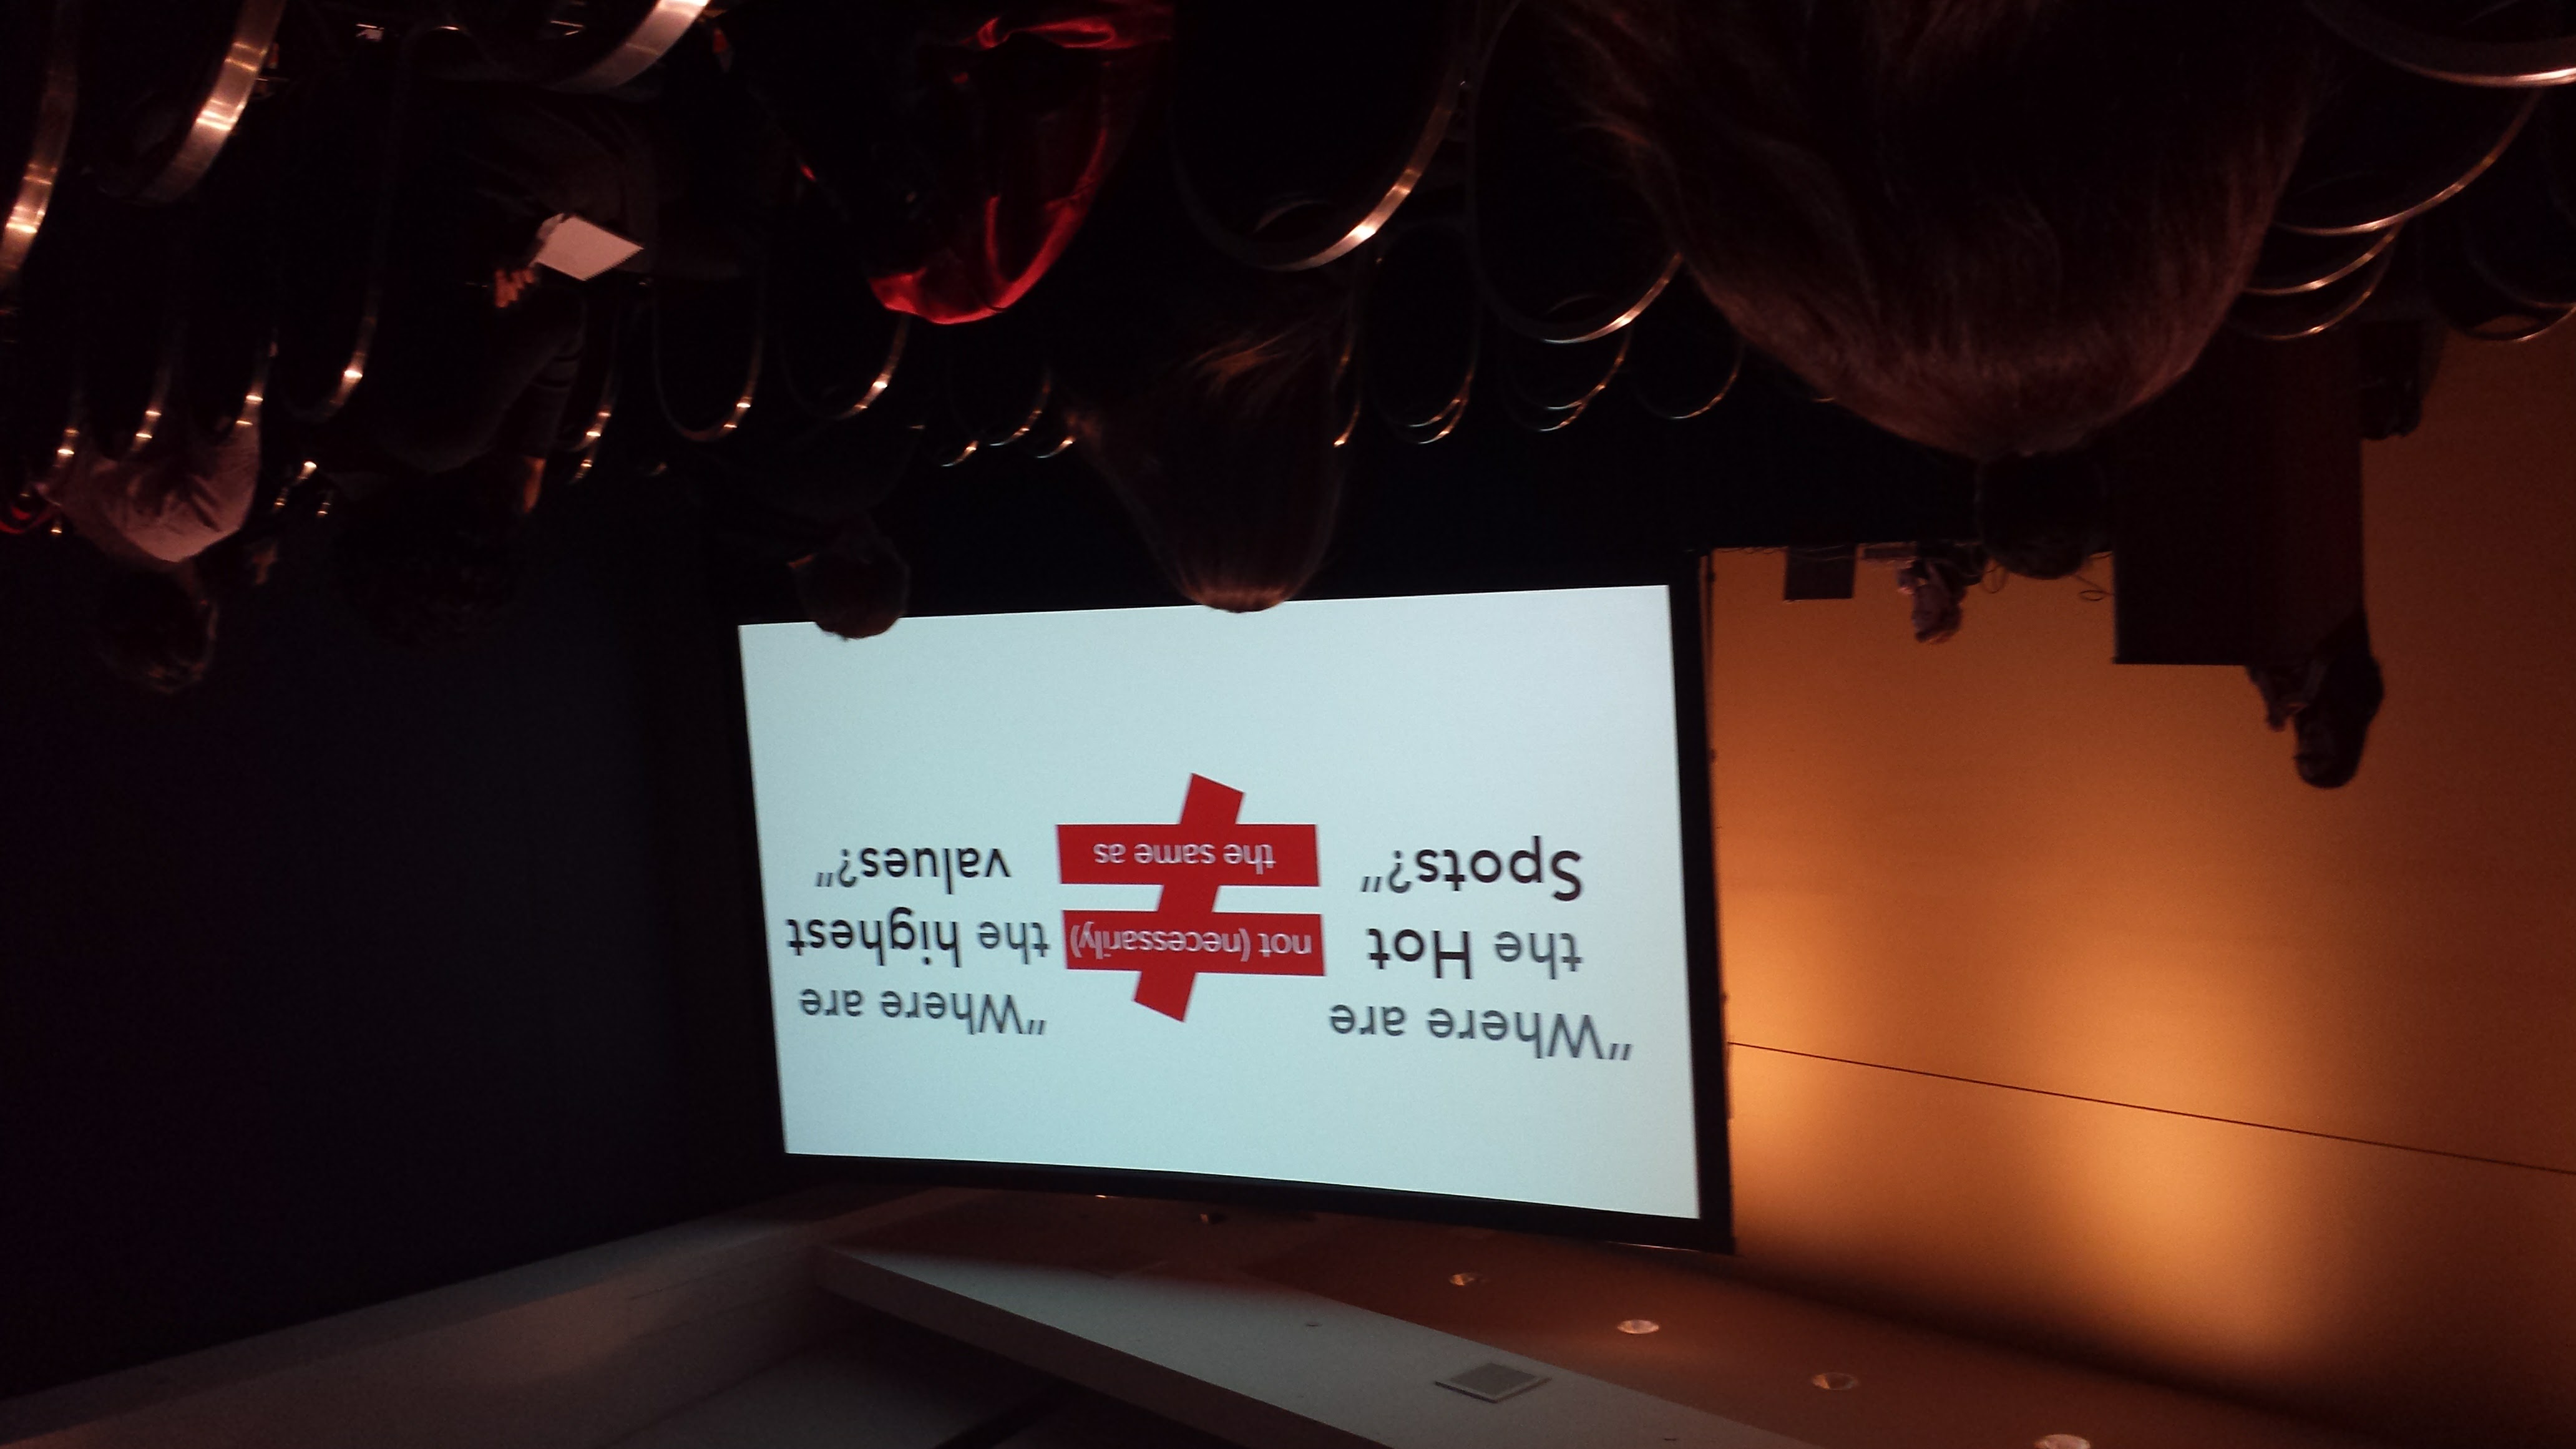 “Where are
the Hot
Spots?”
not (necessarily)
the same as
“Where are
the highest
values?”